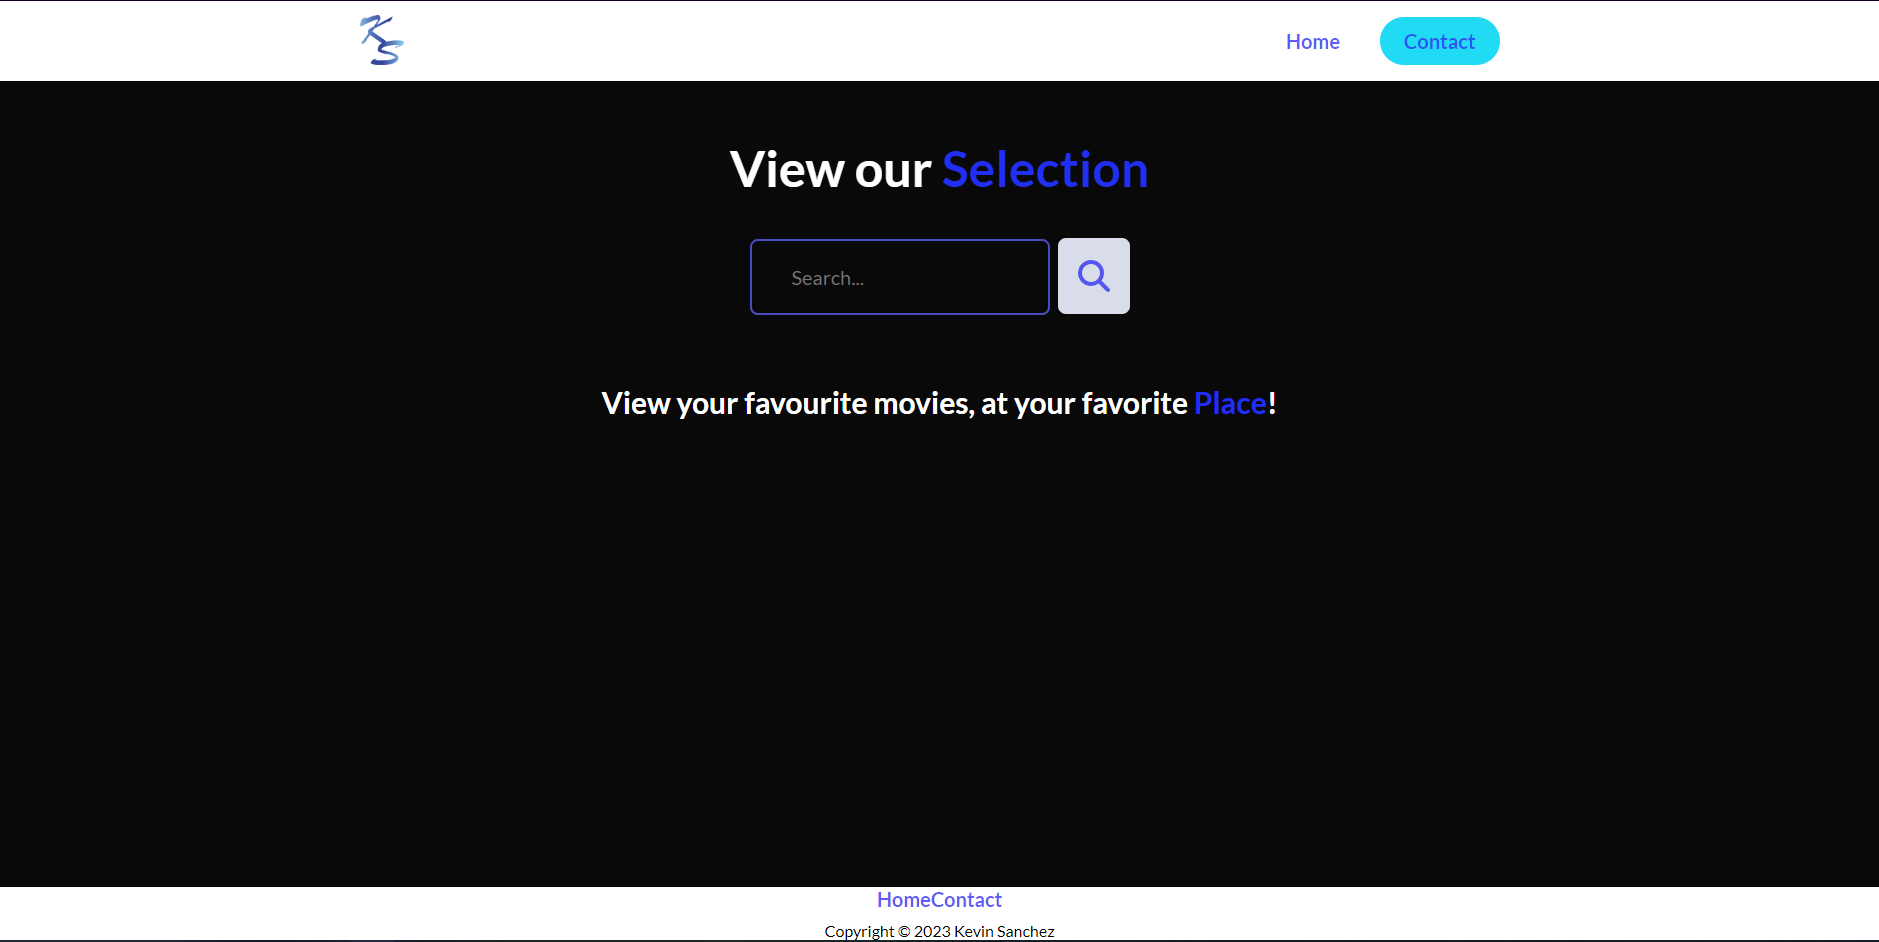 KS
Home Contact
View our Selection
Search...
View your favourite movies, at your favorite Place!
HomeContact
Copyright © 2023 Kevin Sanchez